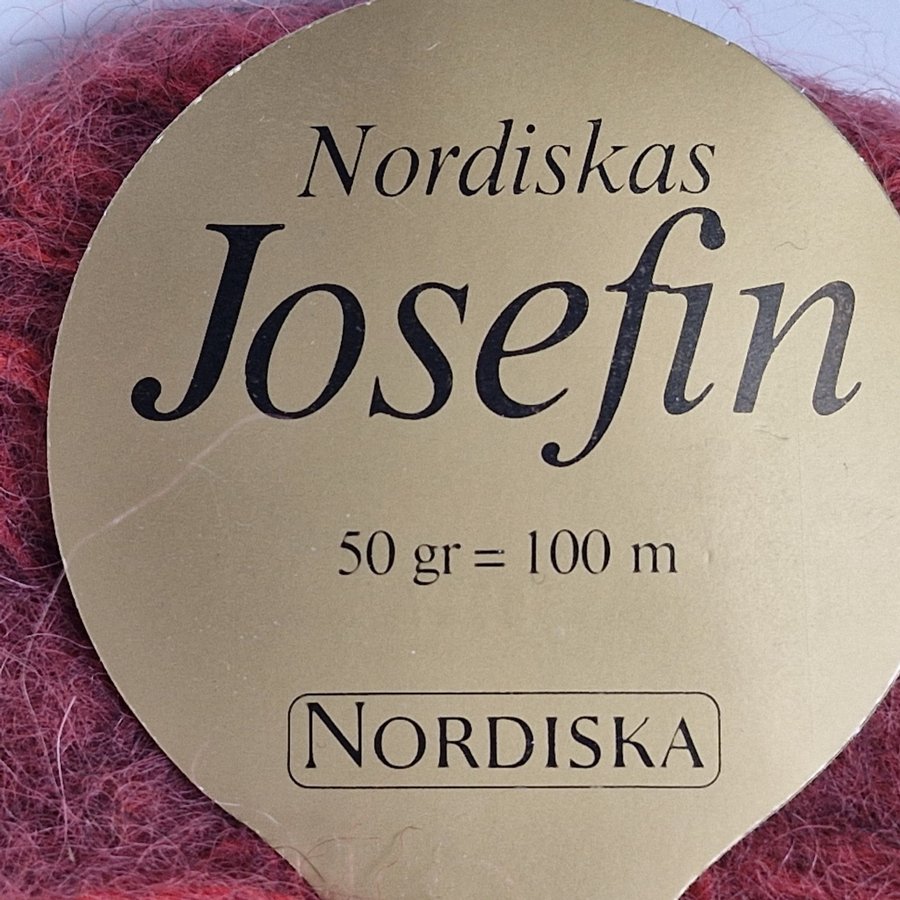 Nordiskas
Josefin
50 gr = 100 m
NORDISKA